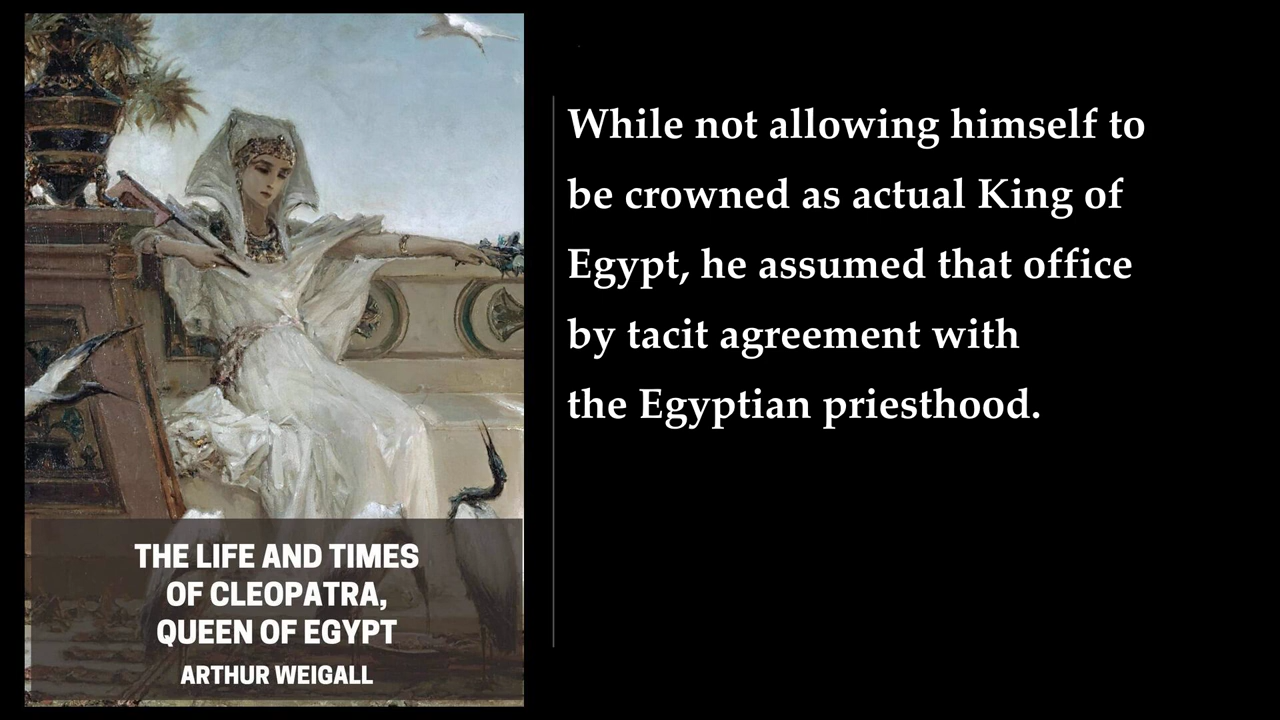 While not allowing himself to
be crowned as actual King of
Egypt, he assumed that office
by tacit agreement with
the Egyptian priesthood.
THE LIFE AND TIMES
OF CLEOPATRA,
QUEEN OF EGYPT
ARTHUR WEIGALL